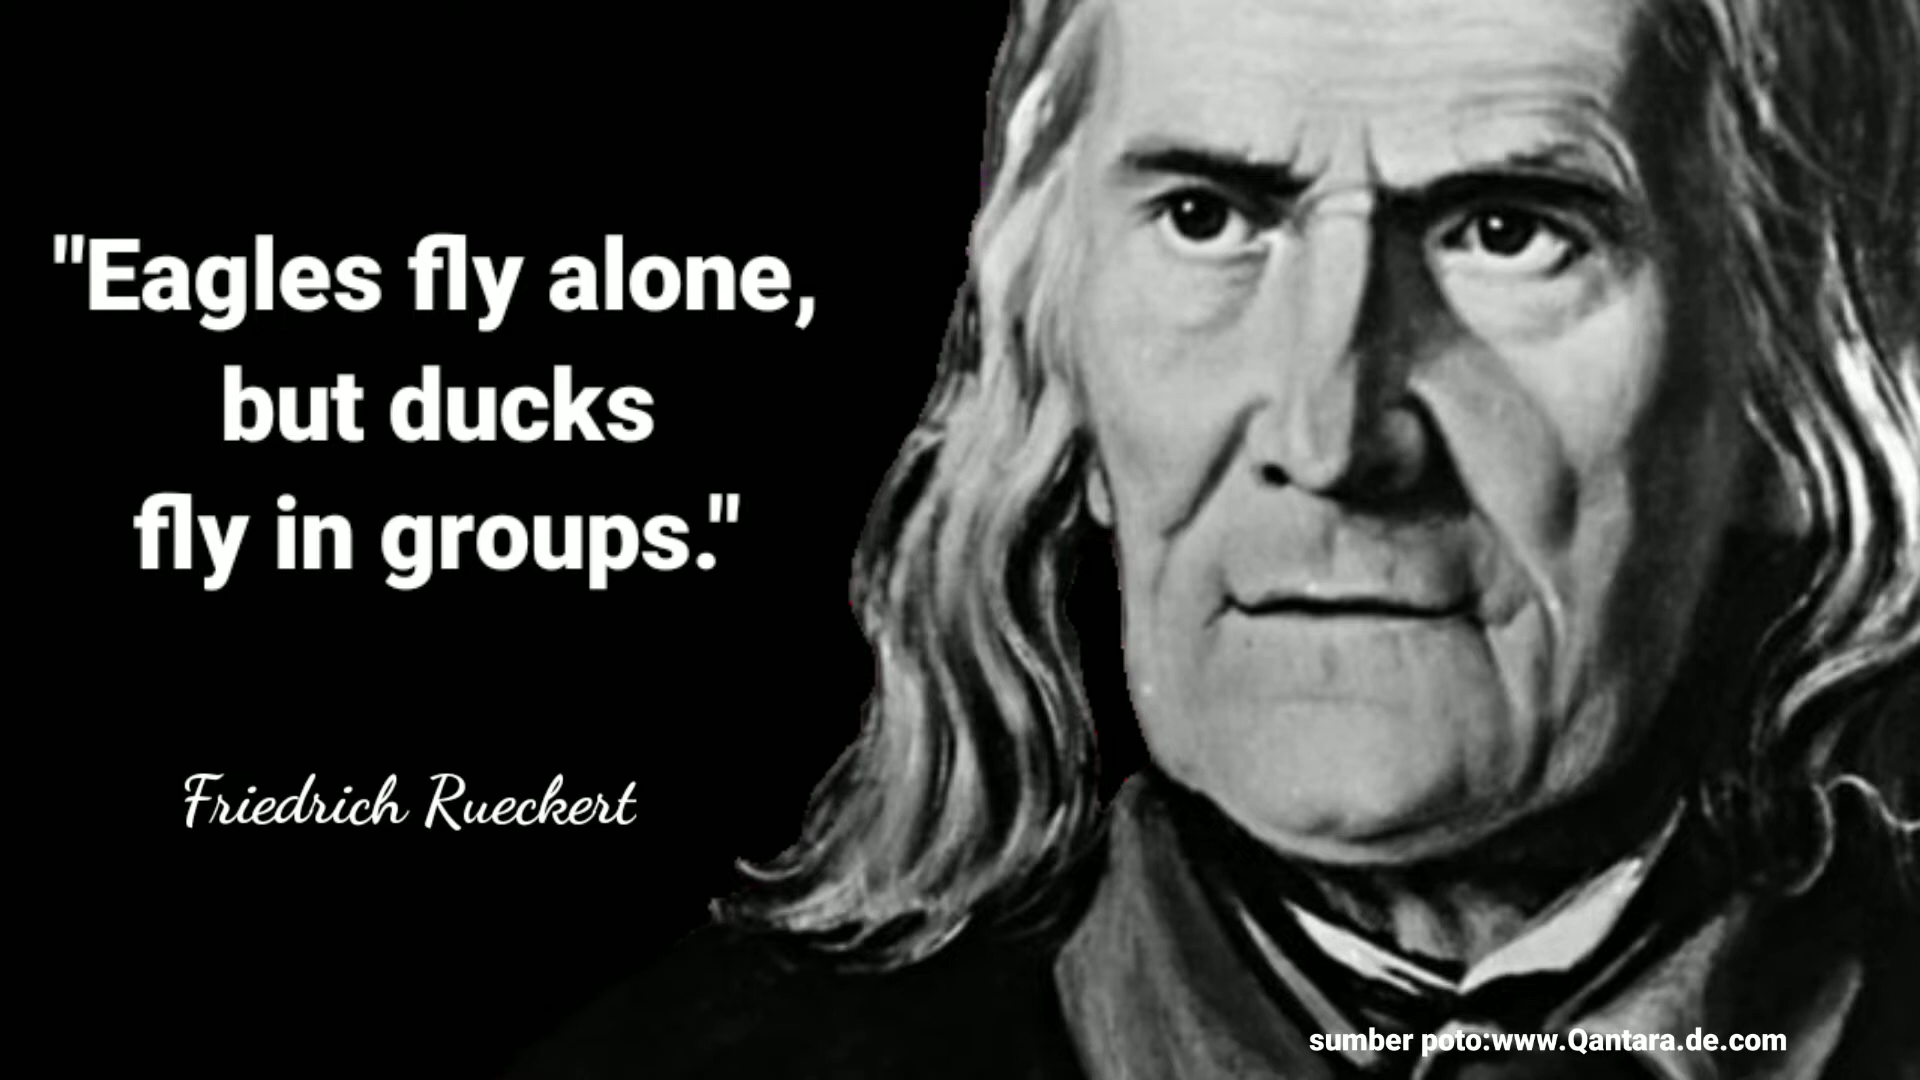 "Eagles fly alone,
but ducks
fly in groups."
Friedrich Rueckert
sumber poto:www.Qantara.de.com